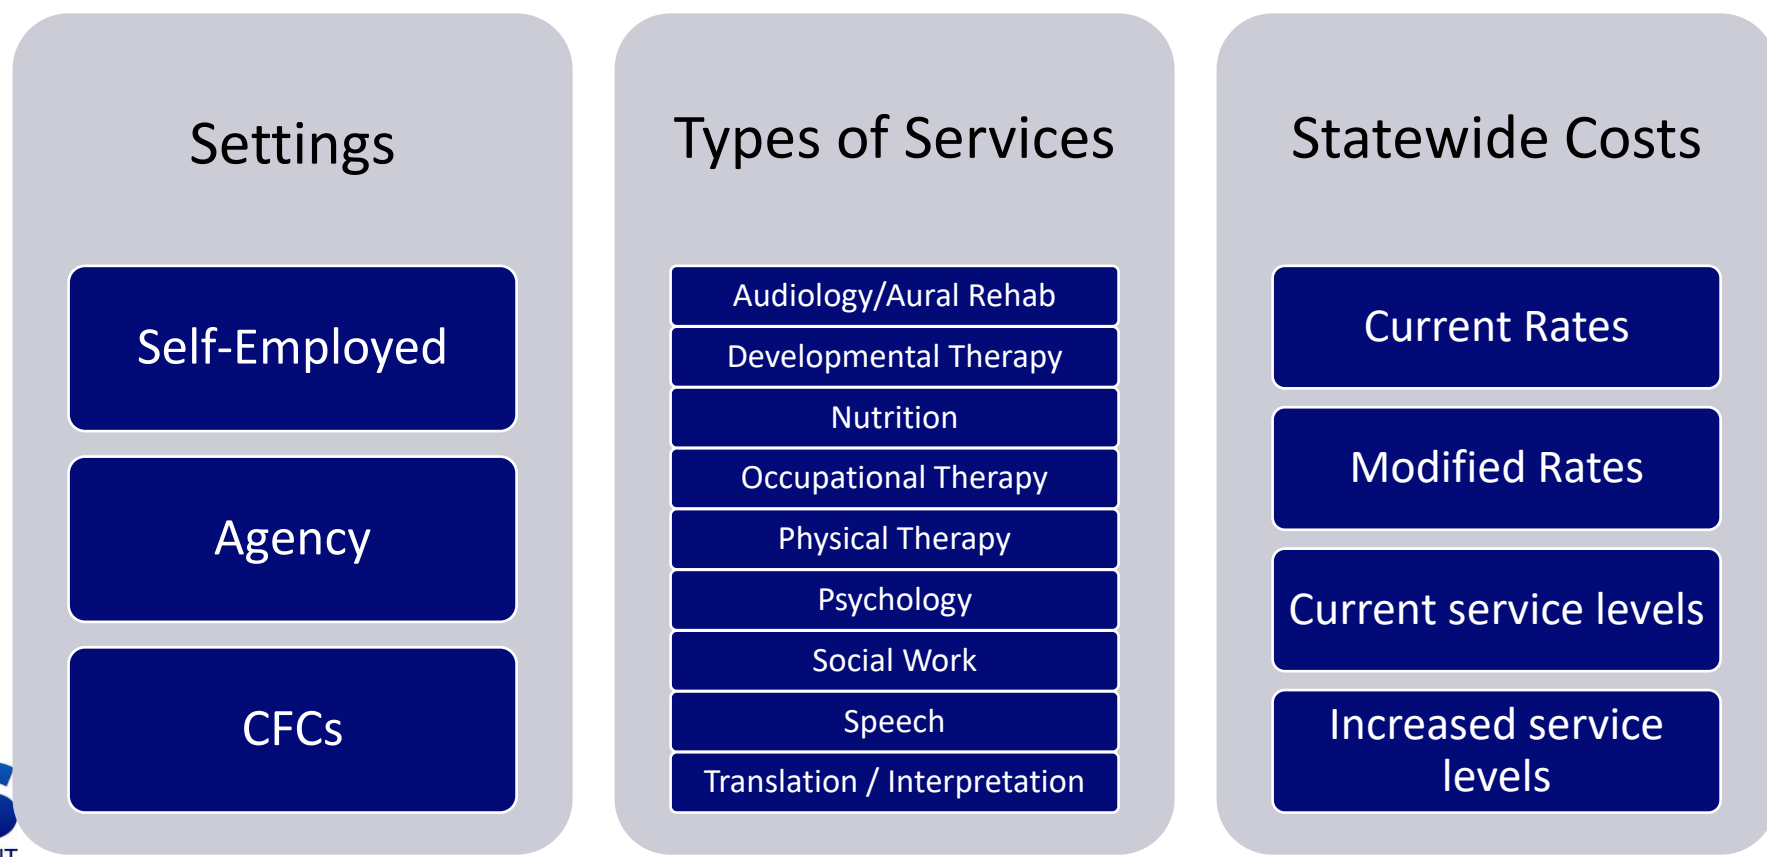 Settings
Self-Employed
Agency
CFCs
Types of Services
Audiology/Aural Rehab
Developmental Therapy
Nutrition
Occupational Therapy
Physical Therapy
Psychology
Social Work
Speech
Translation / Interpretation
Statewide Costs
Current Rates
Modified Rates
Current service levels
Increased service
levels